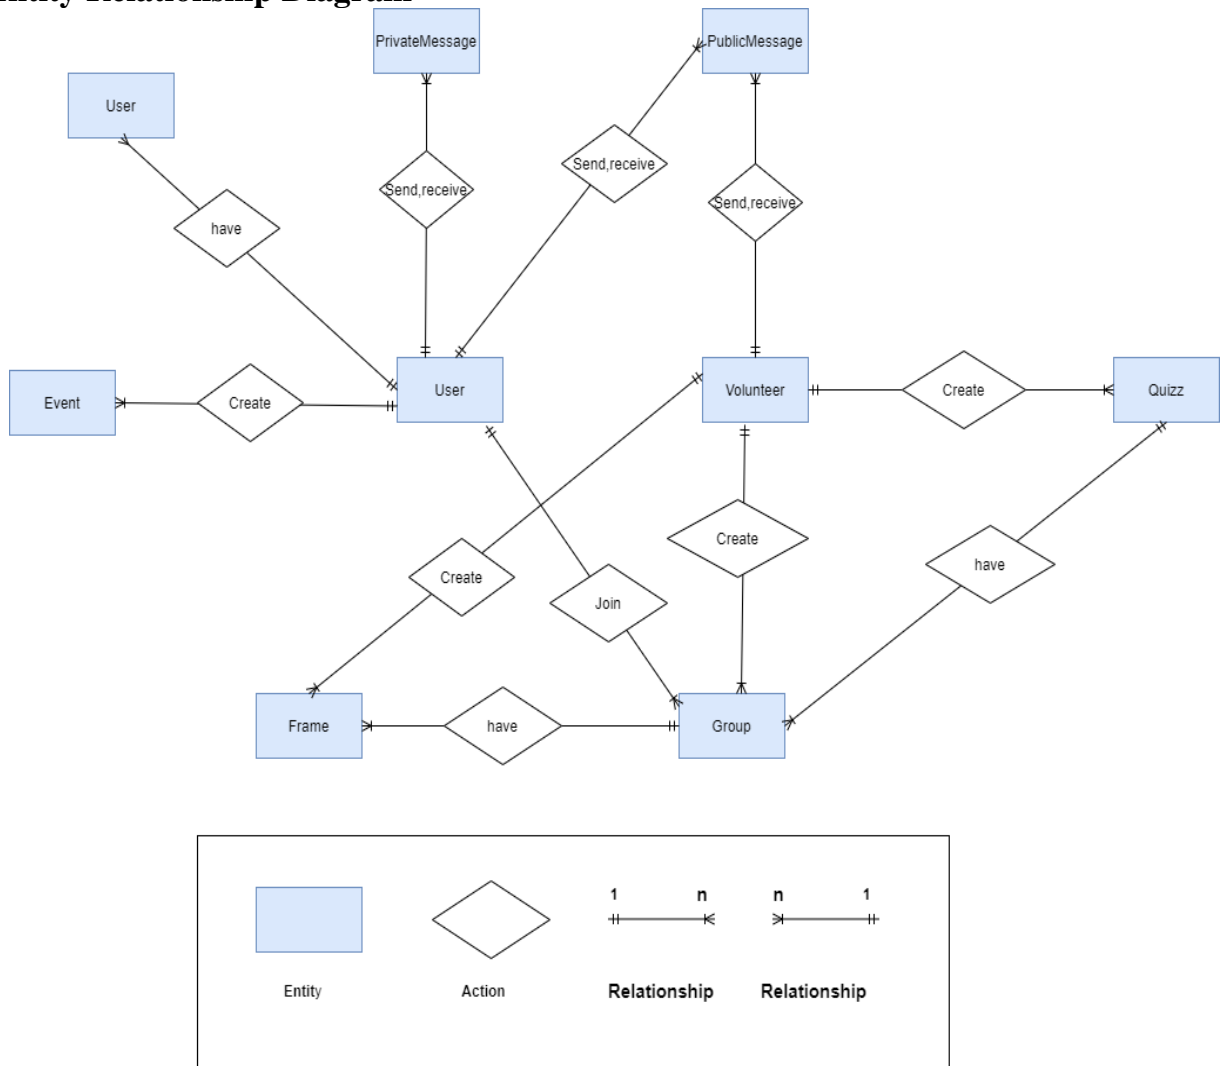 Relationship Diagram
PrivateMessage
PublicMessage
User
Send,receive
Send,receive
Send,receive
have
User
Volunteer
Create
Quizz
Event
Create
Create
have
Create
Join
Frame
have
Group
1
n
n
1
Entity
Action
Relationship
Relationship